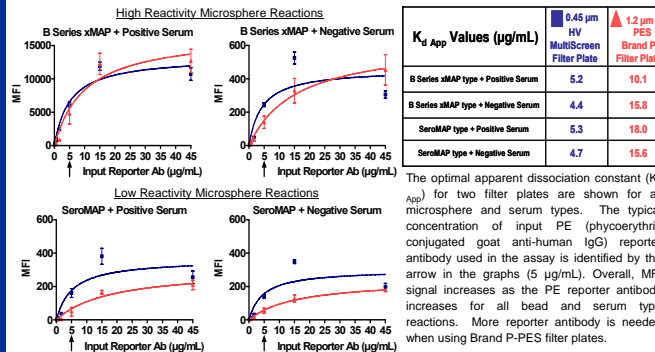 High Reactivity Microsphere Reactions
B Series xMAP + Positive Serum
B Series xMAP + Negative Serum
MFI
15000
10000
5000
0
0 5 10 15 20 25 30 35 40 45
Input Reporter Ab (µg/mL)
MFI
600
400
200
0
0 5 10 15 20 25 30 35 40 45
Input Reporter Ab (µg/mL)
Low Reactivity Microsphere Reactions
SeroMAP + Positive Serum
SeroMAP + Negative Serum
MFI
600
400
200
0
0 5 10 15 20 25 30 35 40 45
Input Reporter Ab (µg/mL)
MFI
600
400
200
0
0 5 10 15 20 25 30 35 40 45
Input Reporter Ab (µg/mL)
Kd App Values (µg/mL)
0.45 µm
HV
MultiScreen
Filter Plate
1.2 µm
PES
Brand P
Filter Plat
B Series xMAP type + Positive Serum 5.2 10.1
B Series xMAP type + Negative Serum 4.4 15.8
SeroMAP type + Positive Serum 5.3 18.0
SeroMAP type + Negative Serum 4.7 15.6
The optimal apparent dissociation constant (K
App) for two filter plates are shown for a
microsphere and serum types. The typica
concentration of input PE (phycoerythri
conjugated goat anti-human IgG) reporte
antibody used in the assay is identified by th
arrow in the graphs (5 µg/mL). Overall, MF
signal increases as the PE reporter antibod
increases for all bead and serum typ
reactions. More reporter antibody is neede
when using Brand P-PES filter plates.